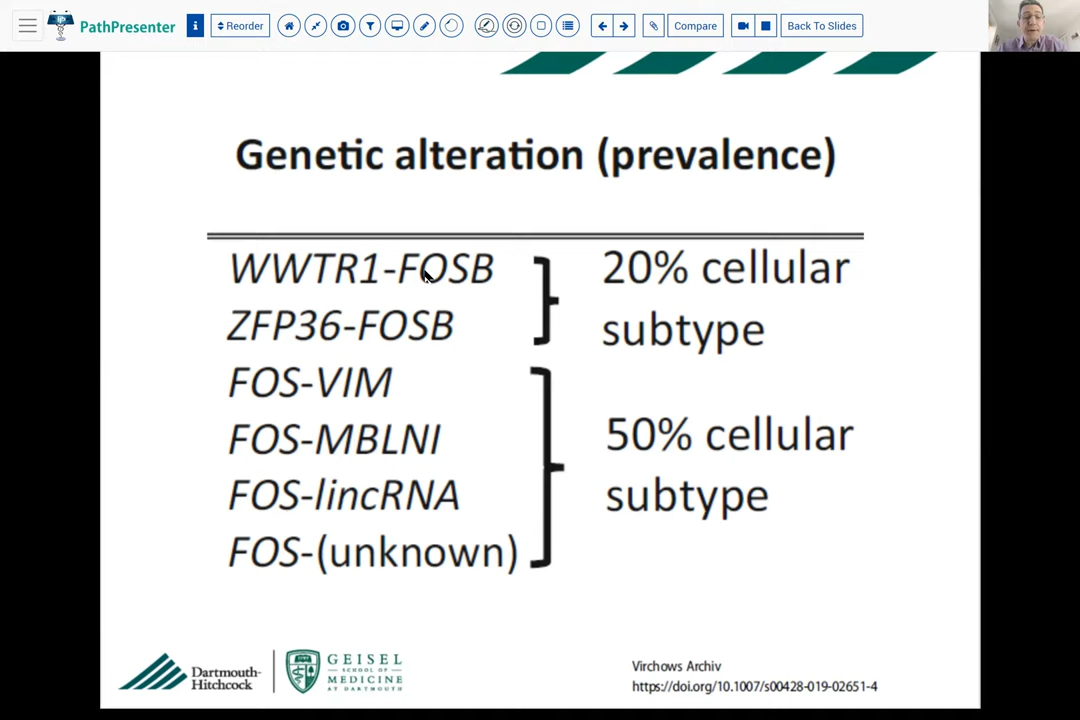 PathPresenter
i
Reorder
Compare
Back To Slides
Genetic alteration (prevalence)
WWTR1-FOSB
ZFP36-FOSB
20% cellular
subtype
FOS-VIM
FOS-MBLNI
FOS-lincRNA
FOS-(unknown)
50% cellular
subtype
Dartmouth-
Hitchcock
GEISEL
SCHOOL OF
MEDICINE
AT DARTMOUTH
Virchows Archiv
https://doi.org/10.1007/s00428-019-02651-4